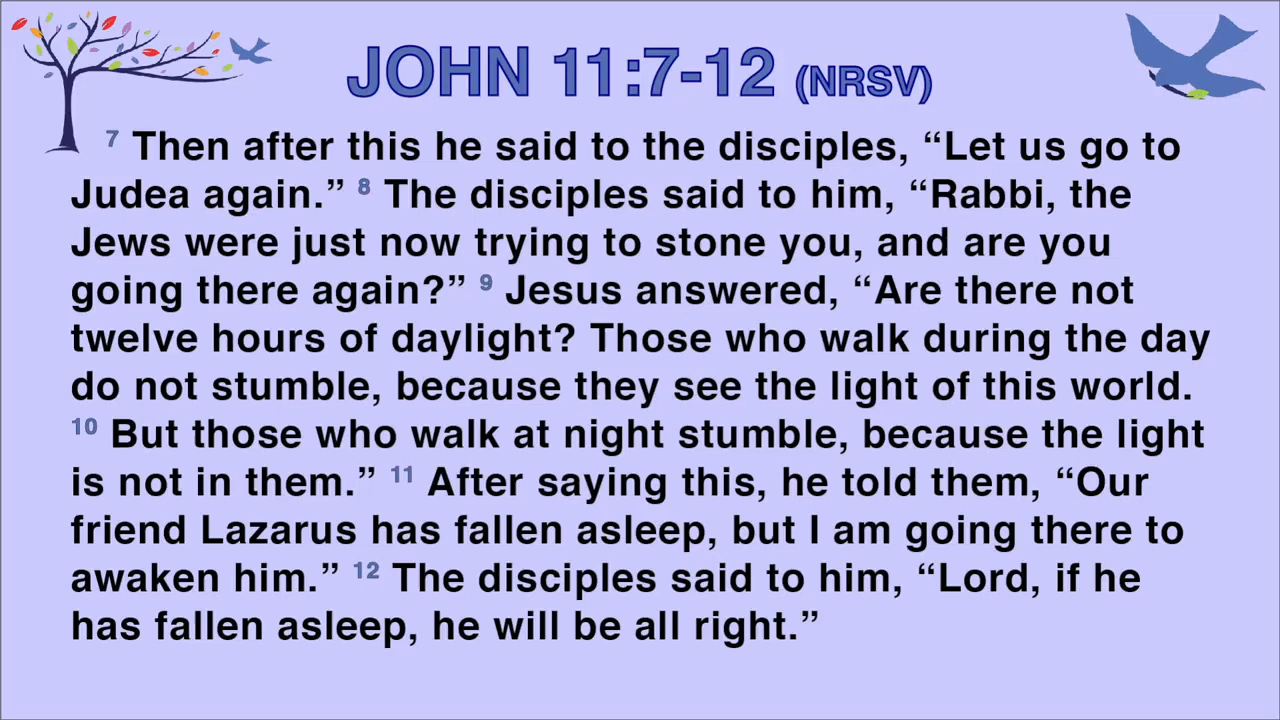 JOHN 11:7-12 (NRSV)
7 Then after this he said to the disciples, “Let us go to
Judea again.” 8 The disciples said to him, “Rabbi, the
Jews were just now trying to stone you, and are you
going there again?” 9 Jesus answered, “Are there not
twelve hours of daylight? Those who walk during the day
do not stumble, because they see the light of this world.
10 But those who walk at night stumble, because the light
is not in them.” 11 After saying this, he told them, “Our
friend Lazarus has fallen asleep, but I am going there to
awaken him.” 12 The disciples said to him, “Lord, if he
has fallen asleep, he will be all right.”